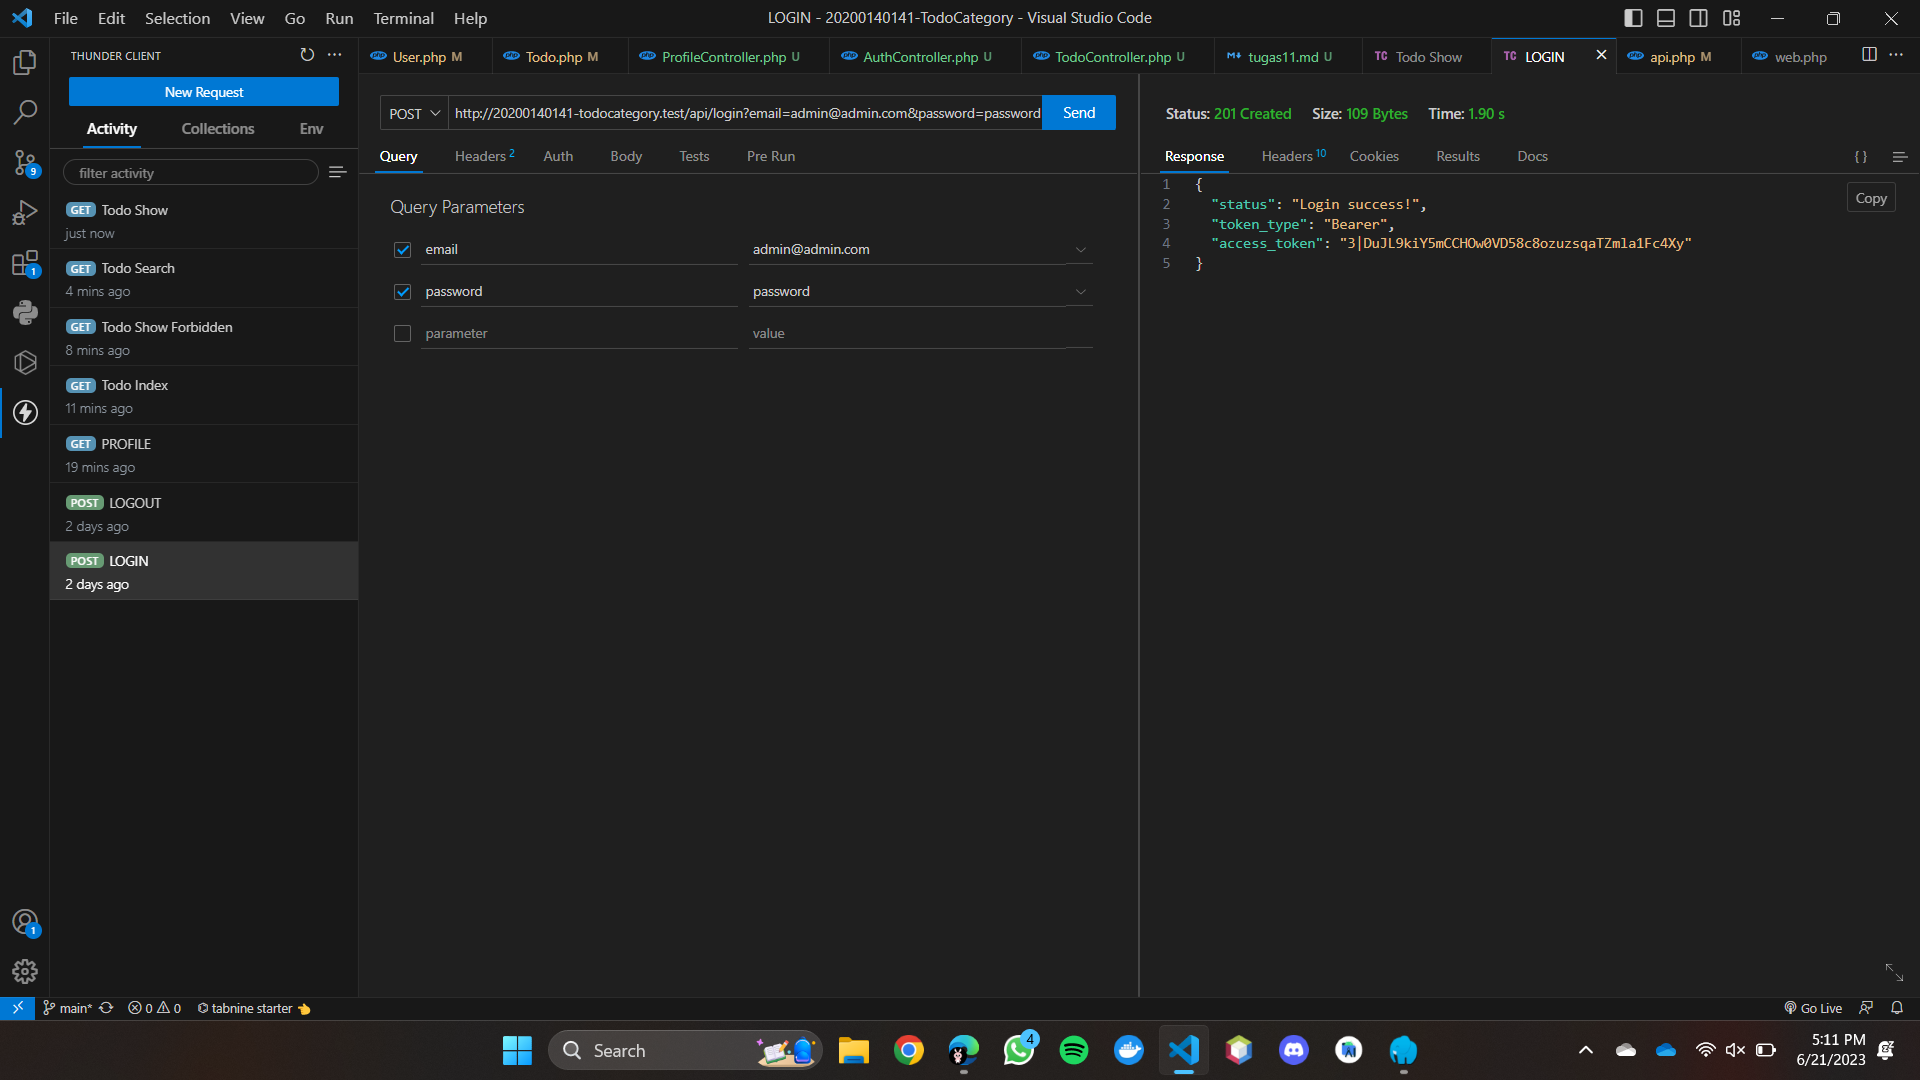 File Edit Selection View Go Run Terminal Help
LOGIN - 20200140141-TodoCategory - Visual Studio Code
THUNDER CLIENT
New Request
Activity Collections Env
filter activity
GET Todo Show
just now
GET Todo Search
4 mins ago
GET Todo Show Forbidden
8 mins ago
GET Todo Index
11 mins ago
GET PROFILE
19 mins ago
POST LOGOUT
2 days ago
POST LOGIN
2 days ago
User.php M
Todo.php M
ProfileController.php U
AuthController.php U
TodoController.php U
tugas11.md U
TC Todo Show
TC LOGIN
api.php M
web.php
POST http://20200140141-todocategory.test/api/login?email=admin@admin.com&password=password Send
Query Headers 2 Auth Body Tests Pre Run
Query Parameters
email admin@admin.com
password password
parameter value
Status: 201 Created Size: 109 Bytes Time: 1.90 s
Response Headers 10 Cookies Results Docs { }
Copy
1 {
2 "status": "Login success!",
3 "token_type": "Bearer",
4 "access_token": "3|DuJL9kiY5mCCHOw0VD58c8ozuzsqaTZmla1Fc4Xy"
5 }
9
1
1
main* 0 0 tabnine starter
Go Live
Search
4
5:11 PM
6/21/2023